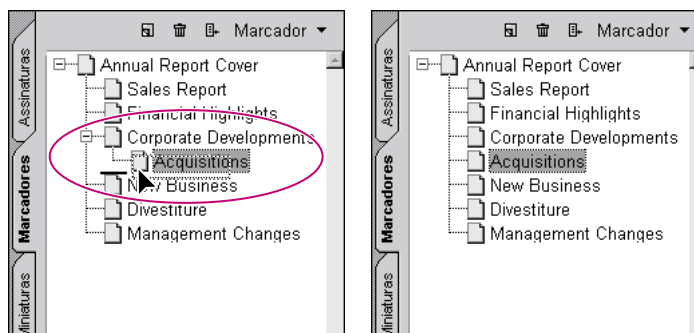 Marcador
Assinaturas
Marcadores
Miniaturas
Annual Report Cover
Sales Report
Financial Highlights
Corporate Developments
Acquisitions
New Business
Divestiture
Management Changes
Marcador
Assinaturas
Marcadores
Miniaturas
Annual Report Cover
Sales Report
Financial Highlights
Corporate Developments
Acquisitions
New Business
Divestiture
Management Changes